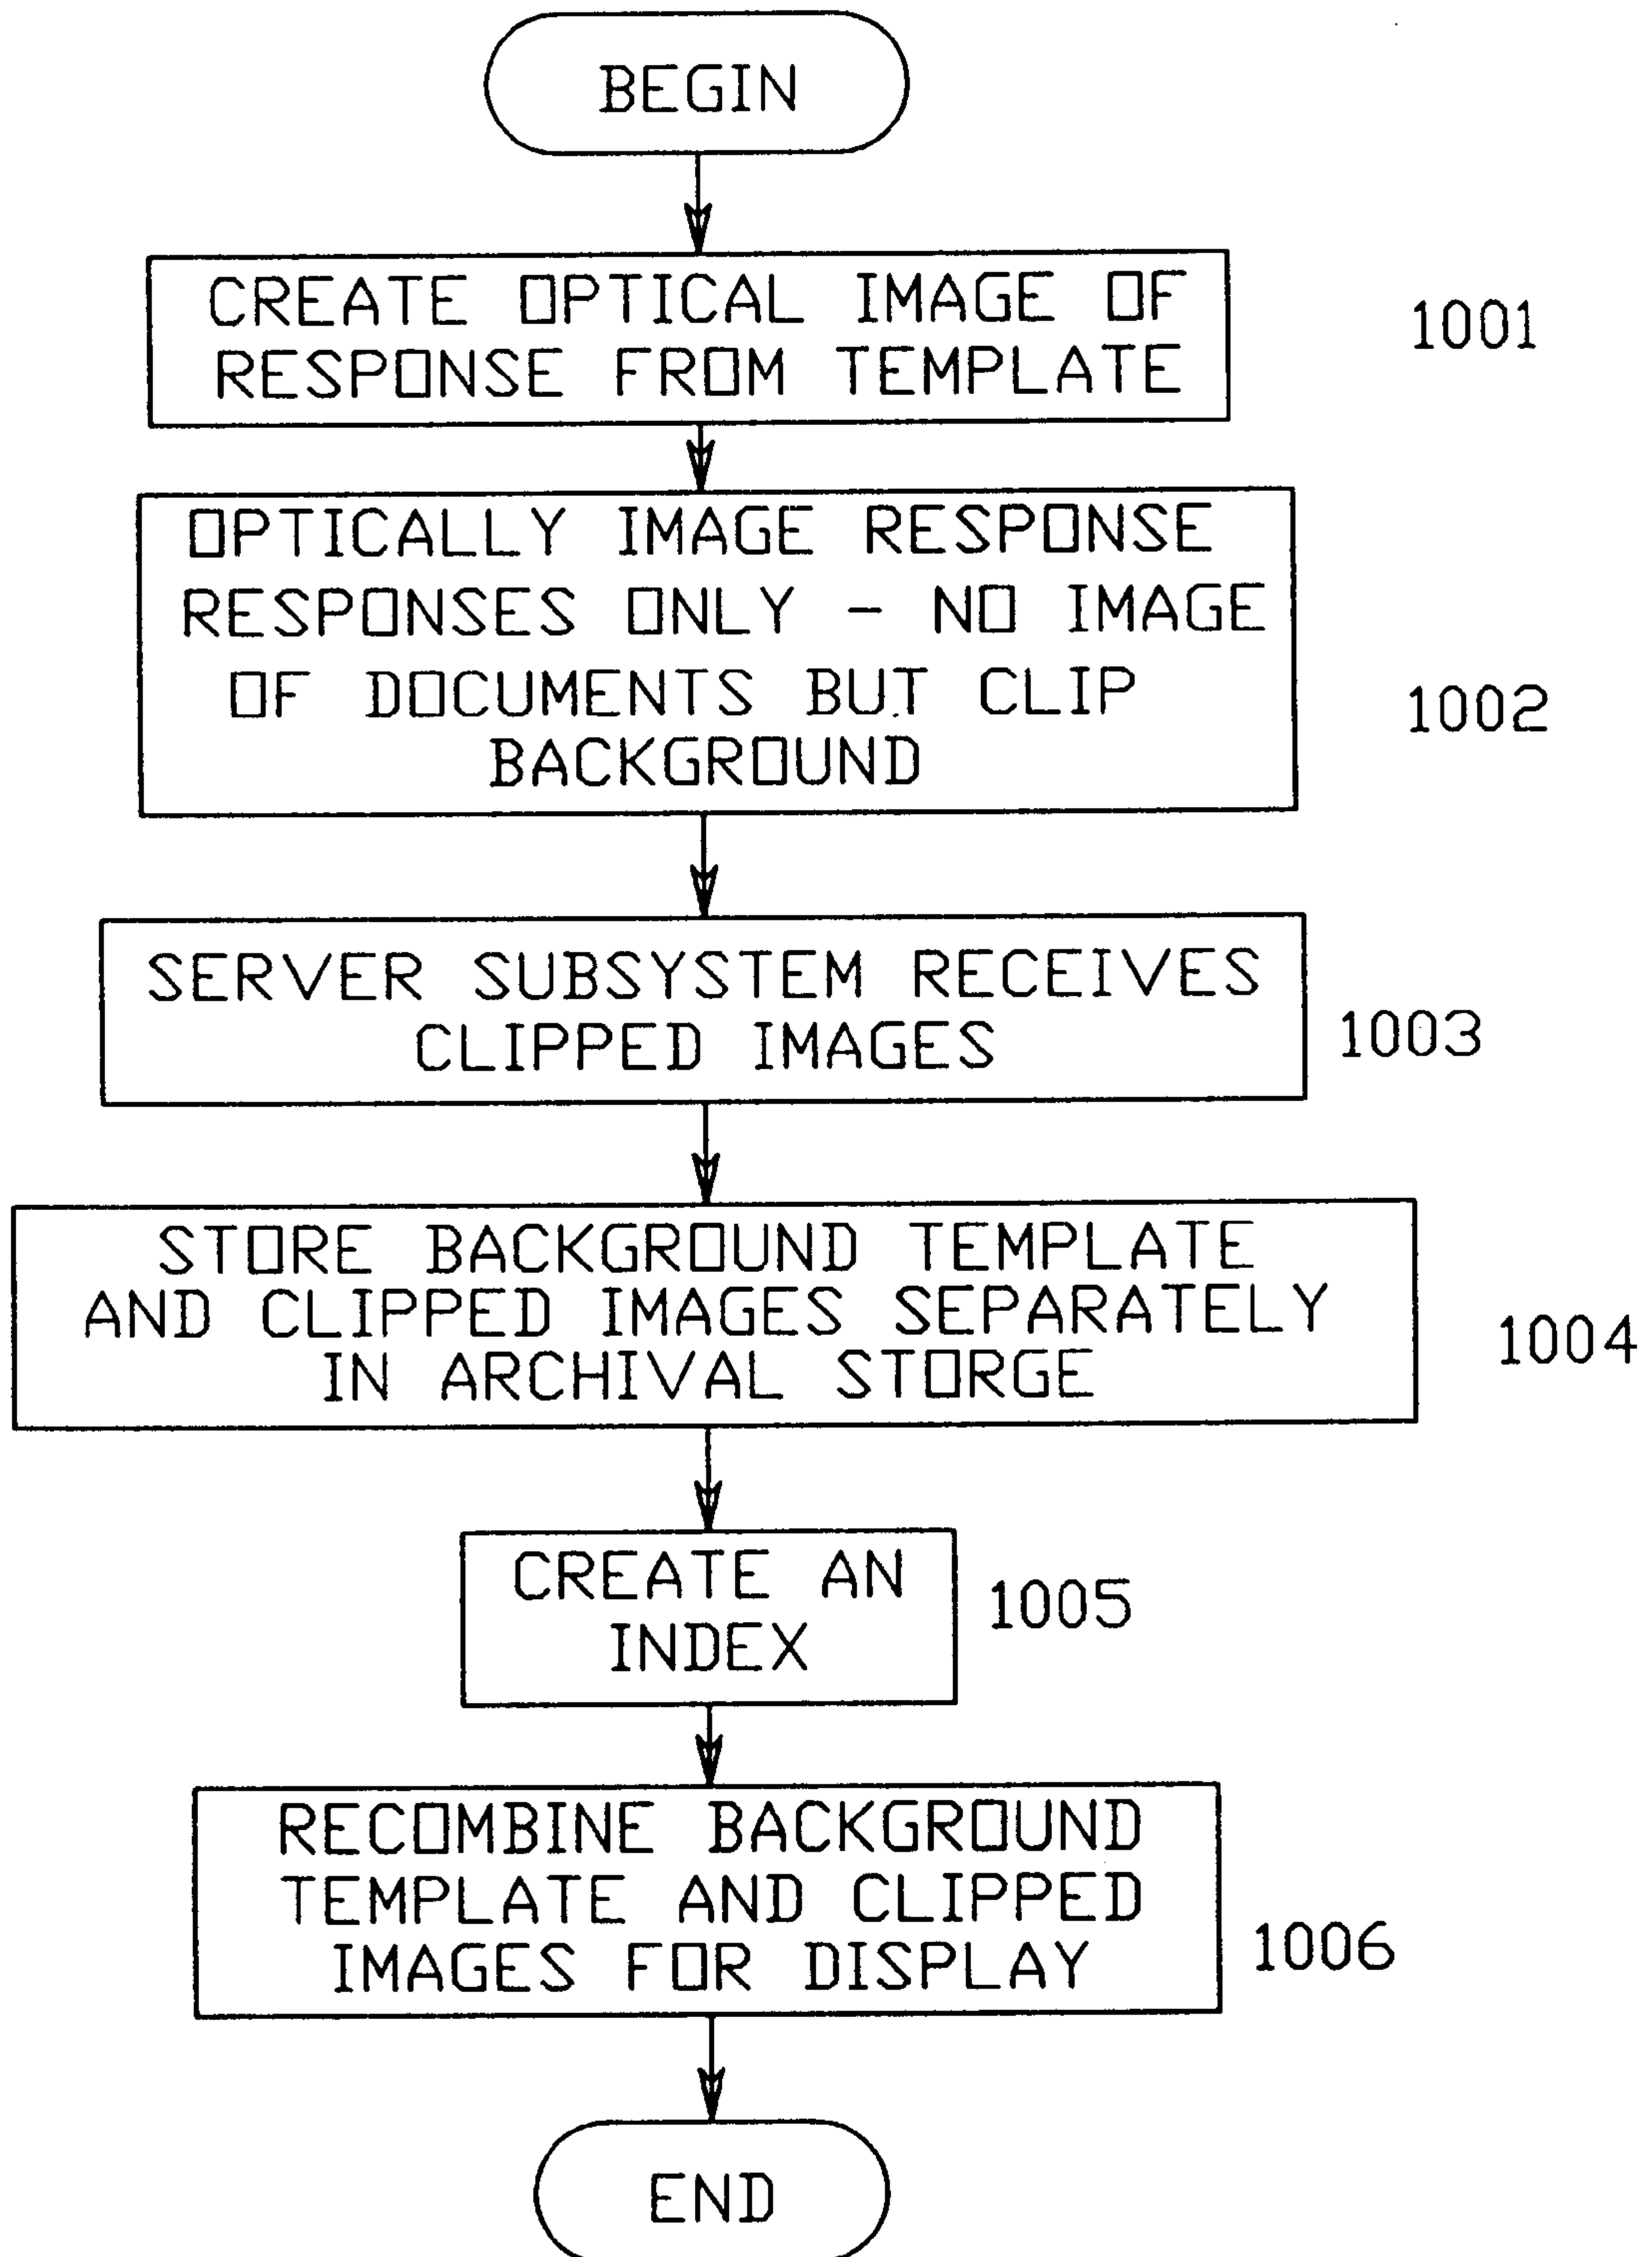 BEGIN
CREATE OPTICAL IMAGE OF
RESPONSE FROM TEMPLATE
1001
OPTICALLY IMAGE RESPONSE
RESPONSES ONLY - NO IMAGE
OF DOCUMENTS BUT CLIP
BACKGROUND
1002
SERVER SUBSYSTEM RECEIVES
CLIPPED IMAGES
1003
STORE BACKGROUND TEMPLATE
AND CLIPPED IMAGES SEPARATELY
IN ARCHIVAL STORGE
1004
CREATE AN
INDEX
1005
RECOMBINE BACKGROUND
TEMPLATE AND CLIPPED
IMAGES FOR DISPLAY
1006
END